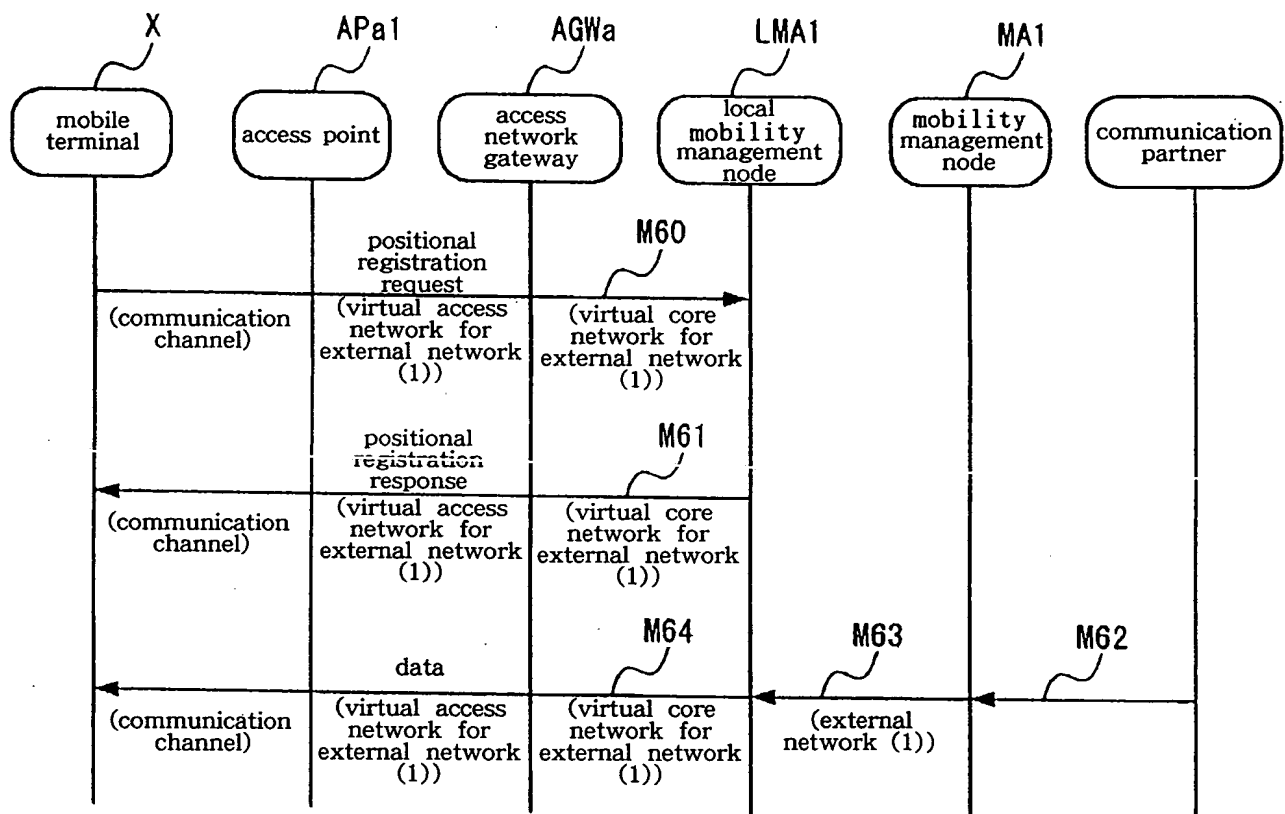 X
APa1
AGWa
LMA1
MA1
mobile
terminal
access point
access
network
gateway
local
mobility
management
node
mobility
management
node
communication
partner
positional
registration
request
M60
(communication
channel)
(virtual access
network for
external network
(1))
(virtual core
network for
external network
(1))
positional
registration
response
M61
(communication
channel)
(virtual access
network for
external network
(1))
(virtual core
network for
external network
(1))
data
M64
M63
M62
(communication
channel)
(virtual access
network for
external network
(1))
(virtual core
network for
external network
(1))
(external
network (1))